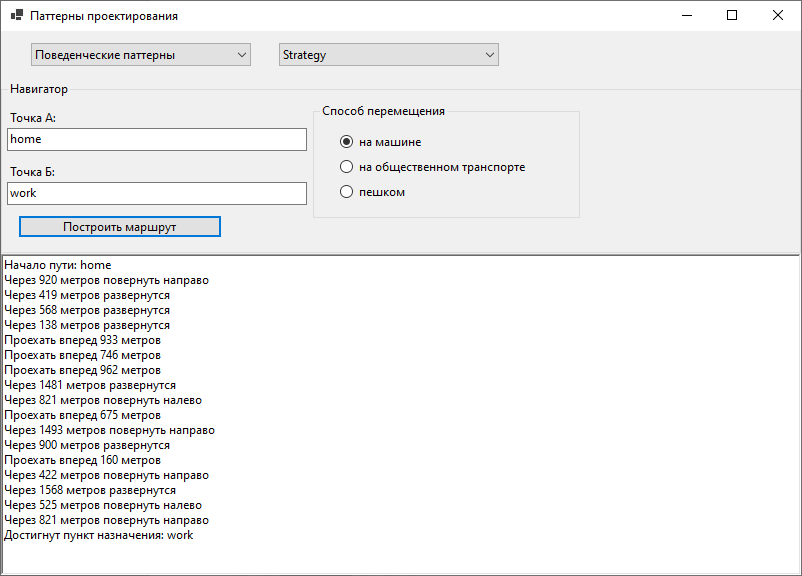 Паттерны проектирования
Поведенческие паттерны
Strategy
Навигатор
Точка А:
home
Точка Б:
work
Построить маршрут
Способ перемещения
на машине
на общественном транспорте
пешком
Начало пути: home
Через 920 метров повернуть направо
Через 419 метров развернутся
Через 568 метров развернутся
Через 138 метров развернутся
Проехать вперед 933 метров
Проехать вперед 746 метров
Проехать вперед 962 метров
Через 1481 метров развернутся
Через 821 метров повернуть налево
Проехать вперед 675 метров
Через 1493 метров повернуть направо
Через 900 метров развернутся
Проехать вперед 160 метров
Через 422 метров повернуть направо
Через 1568 метров развернутся
Через 525 метров повернуть налево
Через 821 метров повернуть направо
Достигнут пункт назначения: work